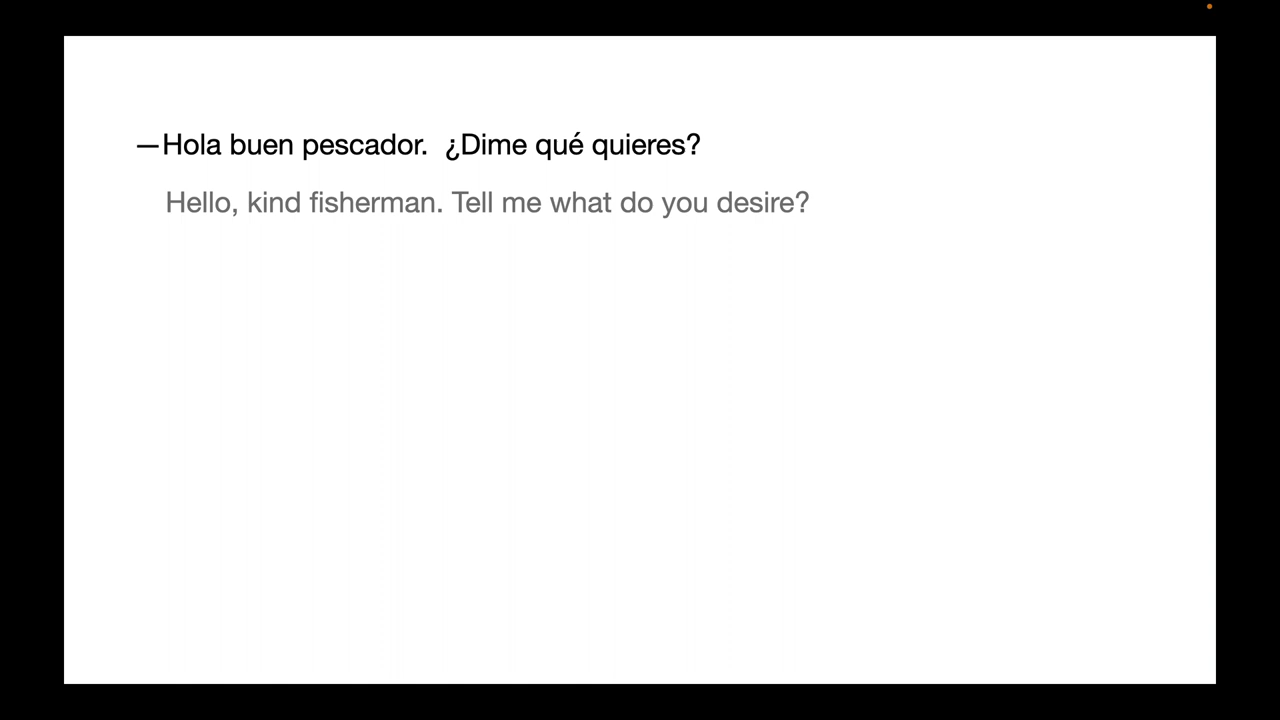 —Hola buen pescador.  ¿Dime qué quieres?
Hello, kind fisherman. Tell me what do you desire?